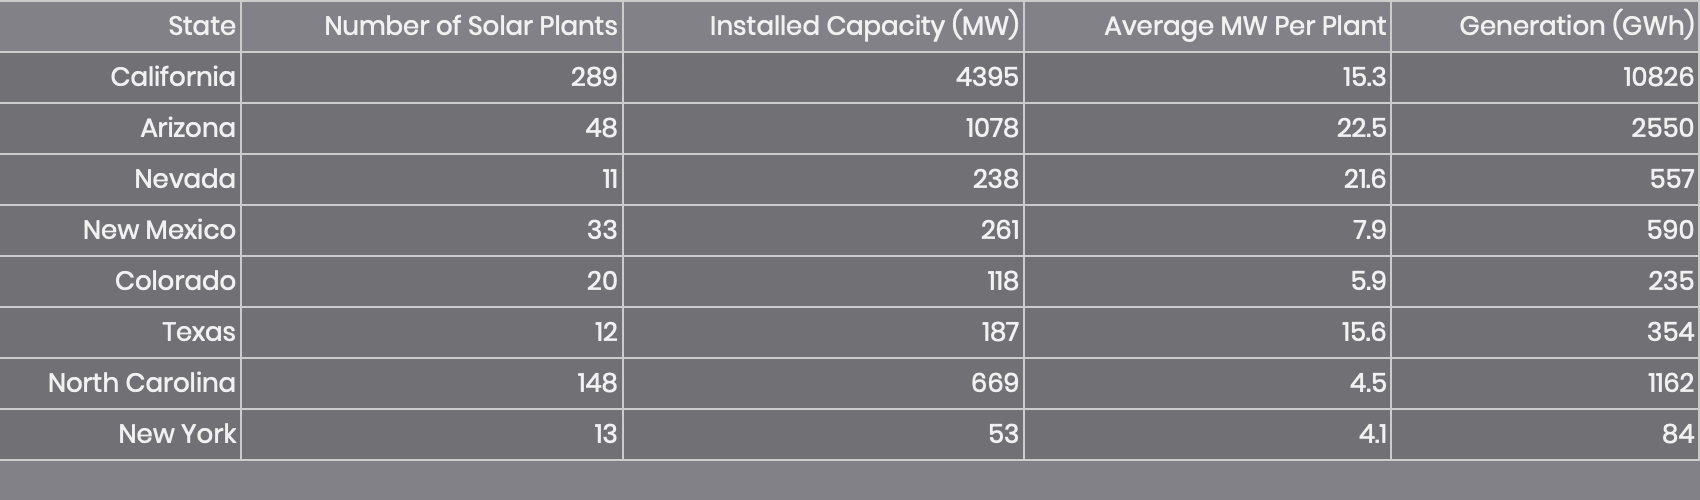 State Number of Solar Plants Installed Capacity (MW) Average MW Per Plant Generation (GWh)
California 289 4395 15.3 10826
Arizona 48 1078 22.5 2550
Nevada 11 238 21.6 557
New Mexico 33 261 7.9 590
Colorado 20 118 5.9 235
Texas 12 187 15.6 354
North Carolina 148 669 4.5 1162
New York 13 53 4.1 84